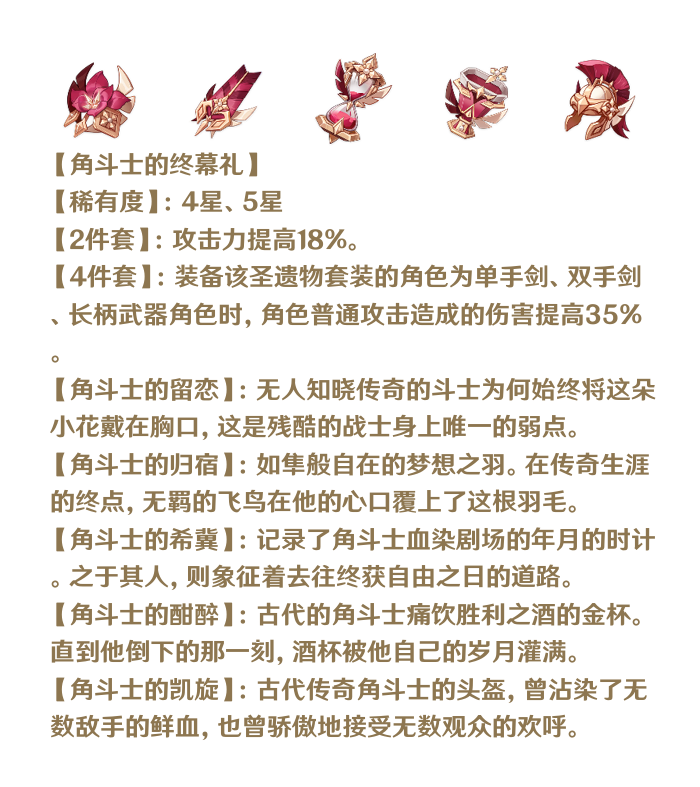 【角斗士的终幕礼】
【稀有度】：4星、5星
【2件套】：攻击力提高18%。
【4件套】：装备该圣遗物套装的角色为单手剑、双手剑
、长柄武器角色时，角色普通攻击造成的伤害提高35%
。
【角斗士的留恋】：无人知晓传奇的斗士为何始终将这朵
小花戴在胸口，这是残酷的战士身上唯一的弱点。
【角斗士的归宿】：如隼般自在的梦想之羽。在传奇生涯
的终点，无羁的飞鸟在他的心口覆上了这根羽毛。
【角斗士的希冀】：记录了角斗士血染剧场的年月的时计
。之于其人，则象征着去往终获自由之日的道路。
【角斗士的酣醉】：古代的角斗士痛饮胜利之酒的金杯。
直到他倒下的那一刻，酒杯被他自己的岁月灌满。
【角斗士的凯旋】：古代传奇角斗士的头盔，曾沾染了无
数敌手的鲜血，也曾骄傲地接受无数观众的欢呼。